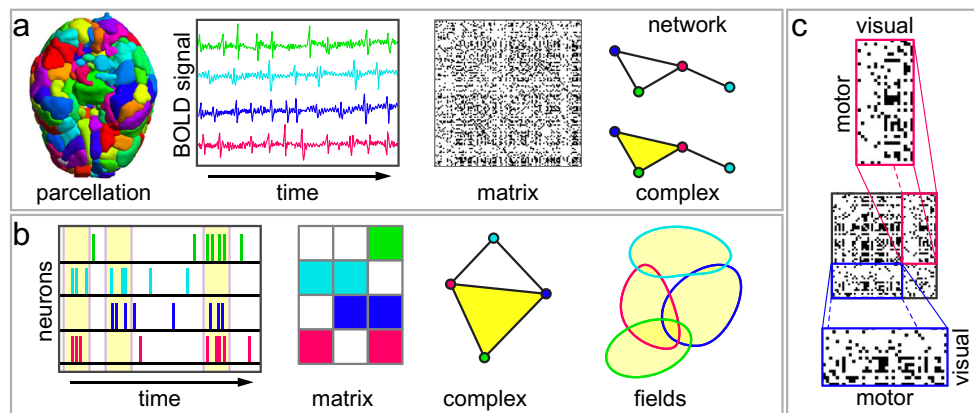 a
BOLD signal
time
parcellation
matrix
network
complex
b
neurons
time
matrix
complex
fields
c
visual
motor
motor
visual